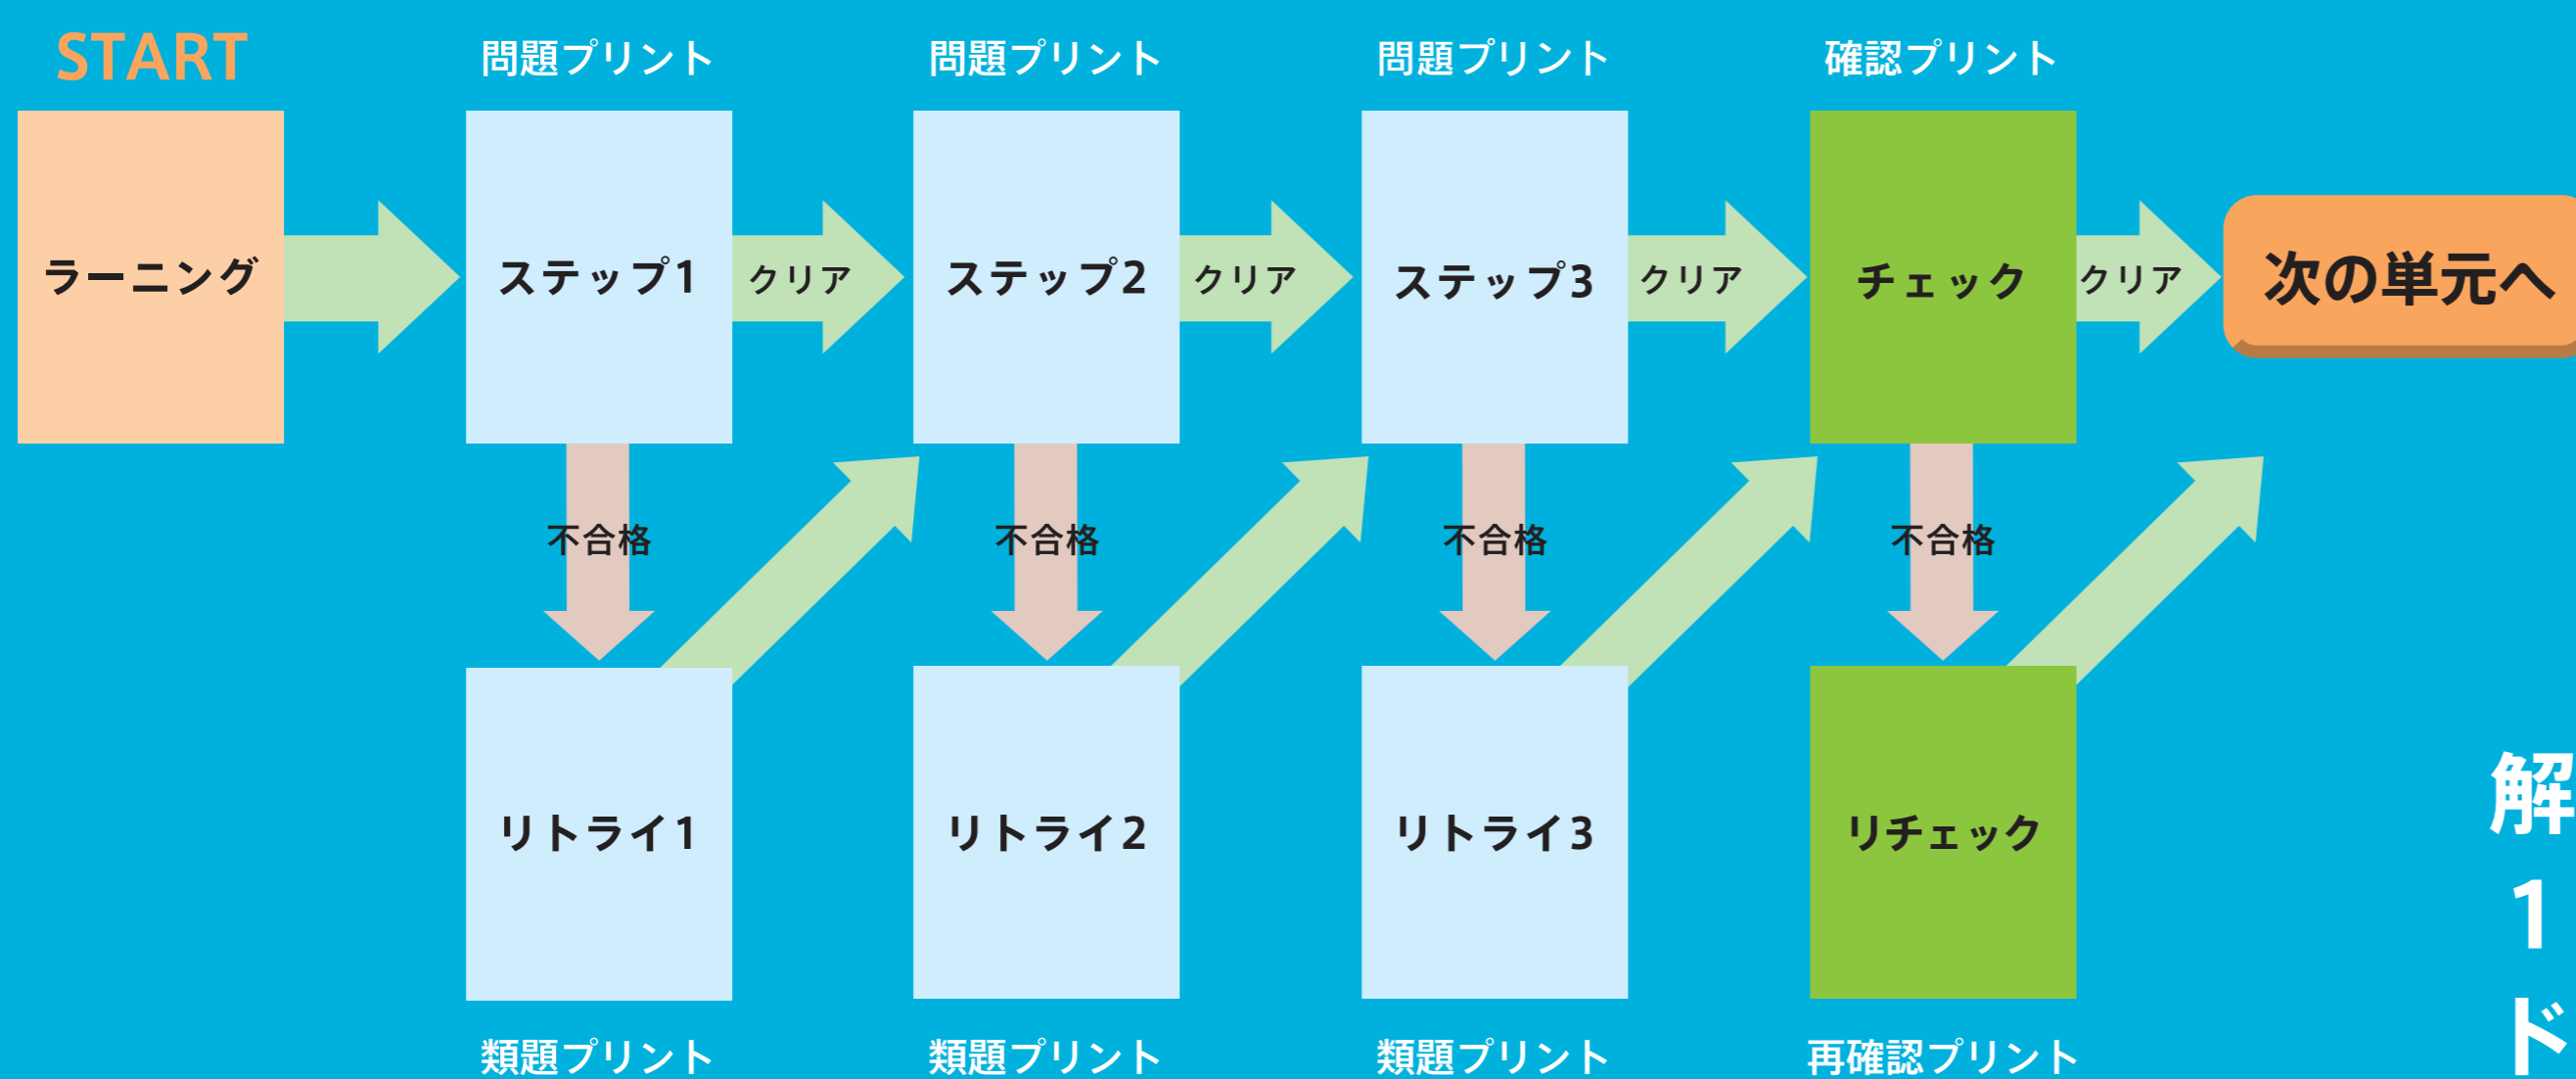 START
問題プリント
問題プリント
問題プリント
確認プリント
ラーニング
ステップ1
クリア
ステップ2
クリア
ステップ3
クリア
チェック
クリア
次の単元へ
不合格
不合格
不合格
不合格
リトライ1
リトライ2
リトライ3
リチェック
類題プリント
類題プリント
類題プリント
再確認プリント
解
1
ド